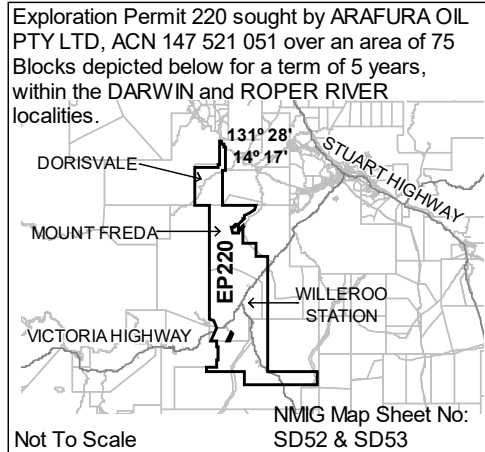 Exploration Permit 220 sought by ARAFURA OIL
PTY LTD, ACN 147 521 051 over an area of 75
Blocks depicted below for a term of 5 years,
within the DARWIN and ROPER RIVER
localities.
131° 28'
14° 17'
DORISVALE
STUART HIGHWAY
MOUNT FREDA
EP220
WILLEROO
STATION
VICTORIA HIGHWAY
NMIG Map Sheet No:
Not To Scale
SD52 & SD53